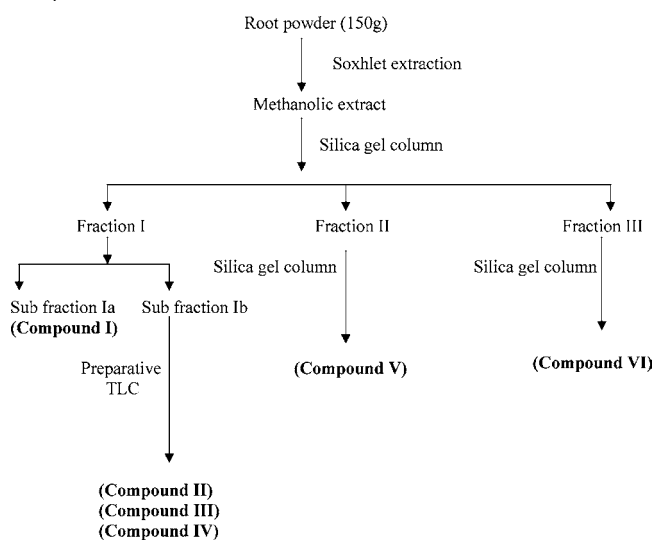 Root powder (150g)
Soxhlet extraction
Methanolic extract
Silica gel column
Fraction I
Fraction II
Fraction III
Silica gel column
Silica gel column
Sub fraction Ia
(Compound I)
Sub fraction Ib
Preparative
TLC
(Compound V)
(Compound VI)
(Compound II)
(Compound III)
(Compound IV)